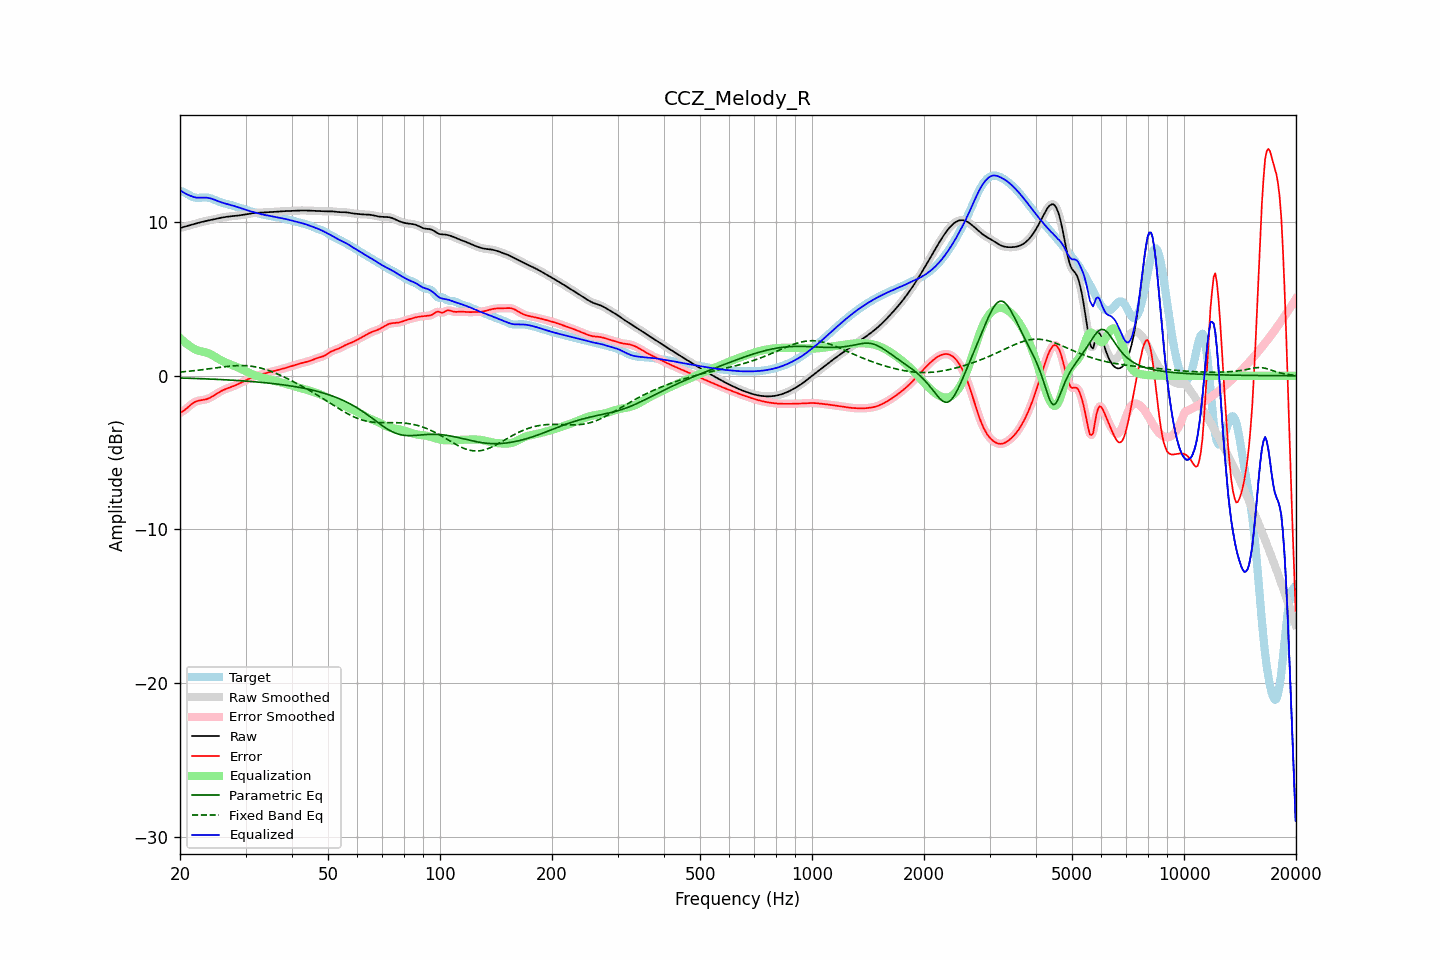 CCZ_Melody_R
10
0
−10
−20
−30
Amplitude (dBr)
Target
Raw Smoothed
Error Smoothed
Raw
Error
Equalization
Parametric Eq
Fixed Band Eq
Equalized
20 50 100 200 500 1000 2000 5000 10000 20000
Frequency (Hz)